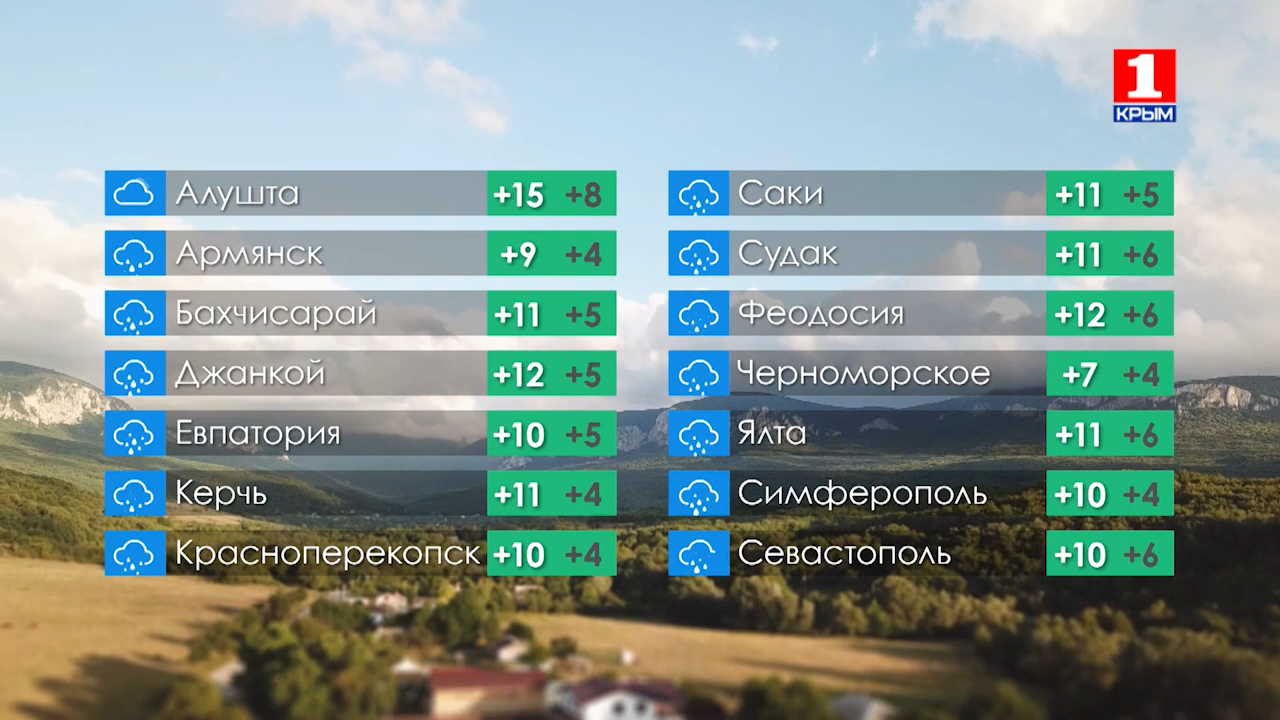 1
КРЫМ
Алушта +15 +8
Армянск +9 +4
Бахчисарай +11 +5
Джанкой +12 +5
Евпатория +10 +5
Керчь +11 +4
Красноперекопск +10 +4
Саки +11 +5
Судак +11 +6
Феодосия +12 +6
Черноморское +7 +4
Ялта +11 +6
Симферополь +10 +4
Севастополь +10 +6